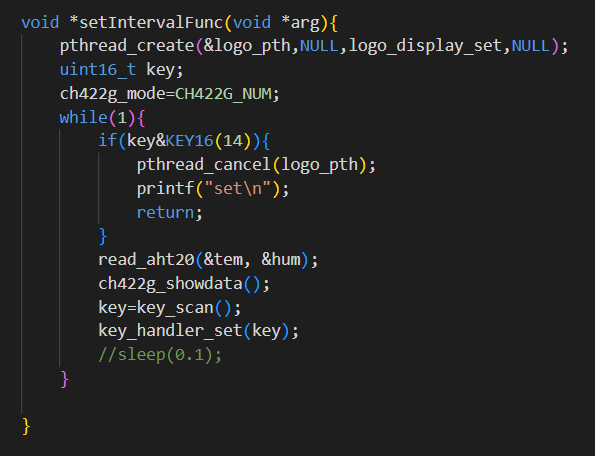 void *setIntervalFunc(void *arg){
pthread_create(&logo_pth,NULL,logo_display_set,NULL);
uint16_t key;
ch422g_mode=CH422G_NUM;
while(1){
if(key&KEY16(14)){
pthread_cancel(logo_pth);
printf("set\n");
return;
}
read_aht20(&tem, &hum);
ch422g_showdata();
key=key_scan();
key_handler_set(key);
//sleep(0.1);
}
}